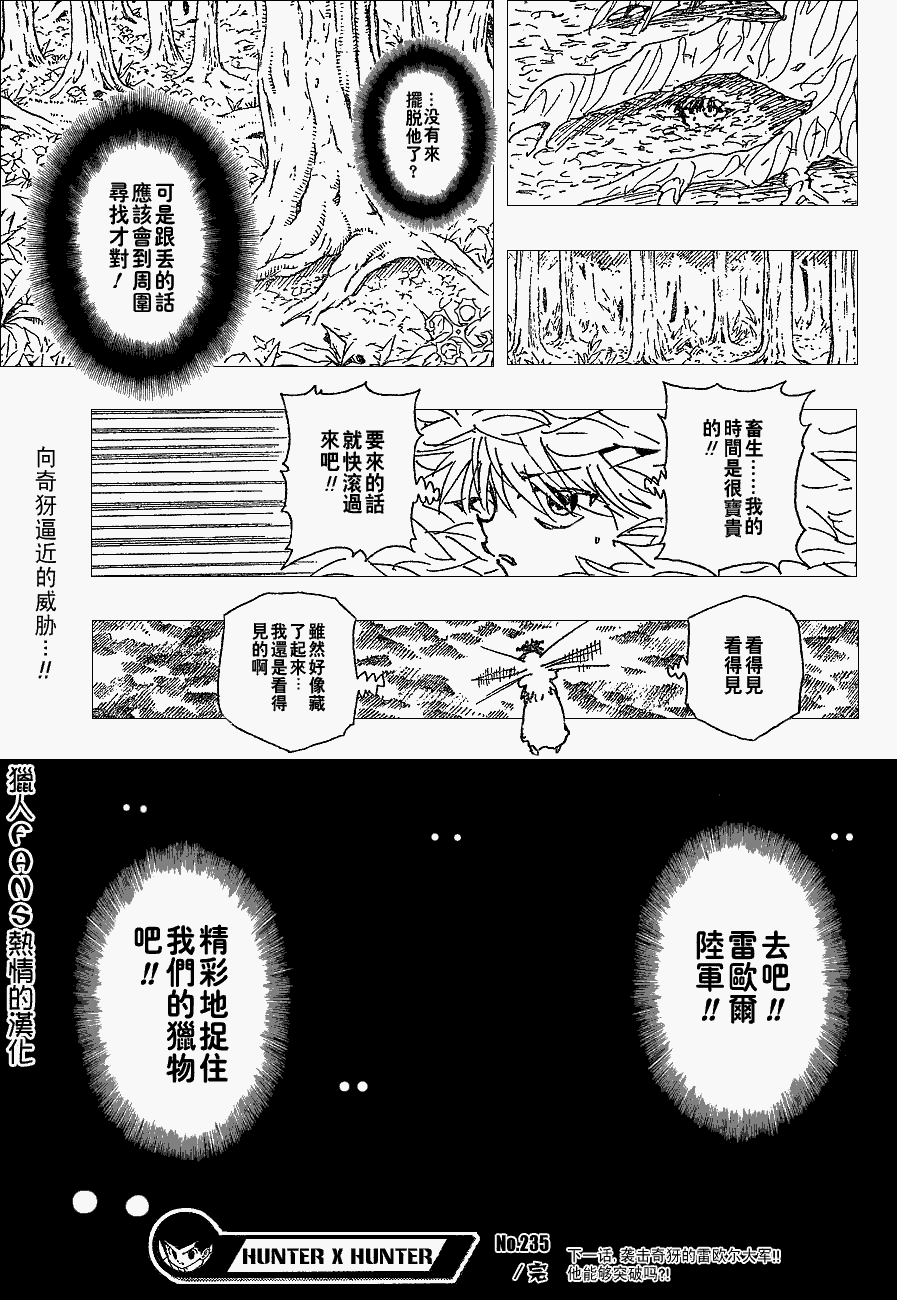 …没有來
擺脱他了？
可是跟丢的話
應該會到周圍
尋找才對！
畜生……我的
時間是很寶貴
的!!
要來的話
就快滾過
來吧!!
向奇犽逼近的威胁…!!
看得見
看得見
雖然好像藏
了起來…
我還是看得
見的啊
去吧!!
雷歐爾
陸軍!!
精彩地捉住
我們的獵物
吧!!
獵人FANS熱情的漢化
HUNTER X HUNTER
No.235
/完
下一话,袭击奇犽的雷欧尔大军!!
他能够突破吗?!